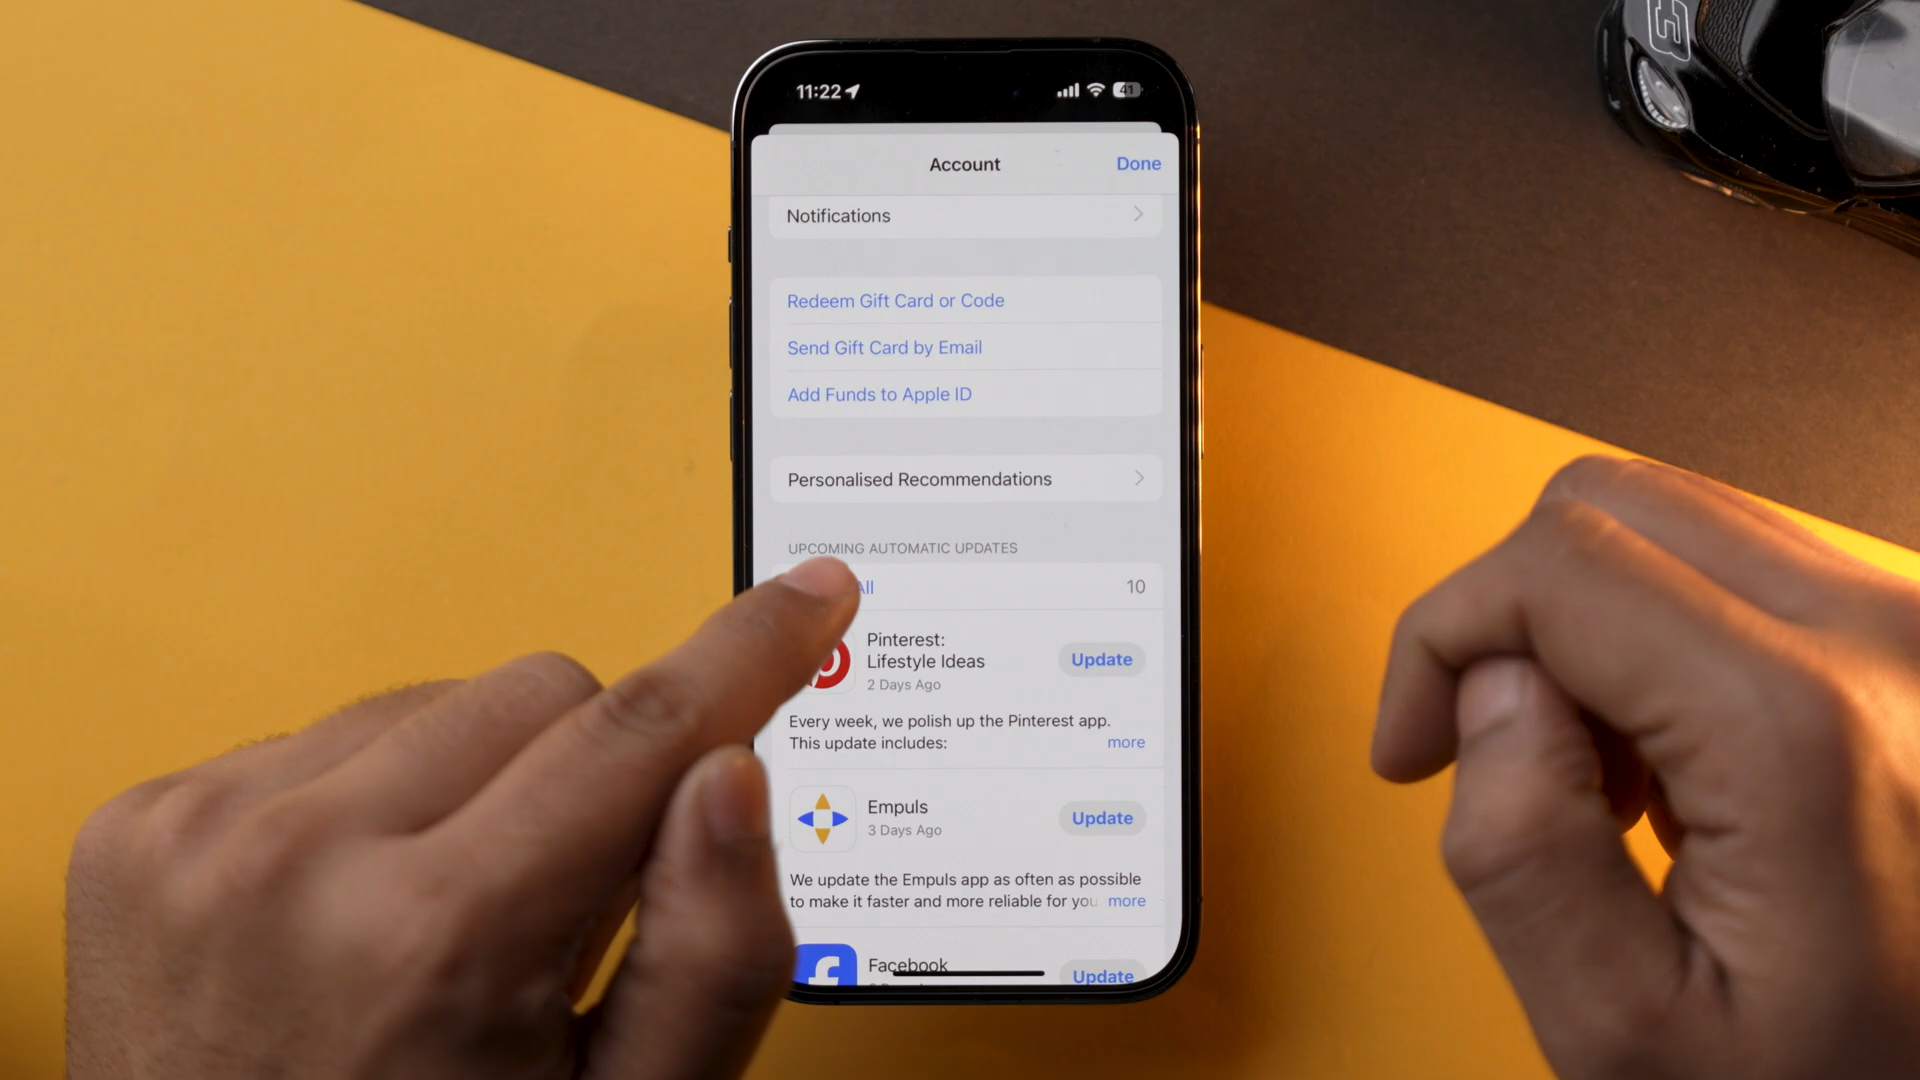 11:22
41
Account
Done
Notifications
Redeem Gift Card or Code
Send Gift Card by Email
Add Funds to Apple ID
Personalised Recommendations
UPCOMING AUTOMATIC UPDATES
All
10
Pinterest:
Lifestyle Ideas
2 Days Ago
Update
Every week, we polish up the Pinterest app.
This update includes:
more
Empuls
3 Days Ago
Update
We update the Empuls app as often as possible
to make it faster and more reliable for you
more
Facebook
Update